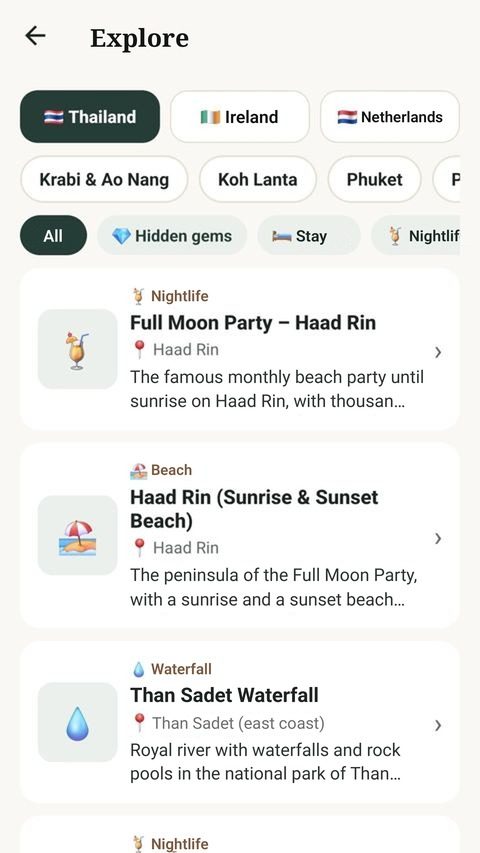 Explore
Thailand
Ireland
Netherlands
Krabi & Ao Nang
Koh Lanta
Phuket
P
All
Hidden gems
Stay
Nightlif
Nightlife
Full Moon Party – Haad Rin
Haad Rin
The famous monthly beach party until
sunrise on Haad Rin, with thousan…
Beach
Haad Rin (Sunrise & Sunset
Beach)
Haad Rin
The peninsula of the Full Moon Party,
with a sunrise and a sunset beach…
Waterfall
Than Sadet Waterfall
Than Sadet (east coast)
Royal river with waterfalls and rock
pools in the national park of Than…
Nightlife